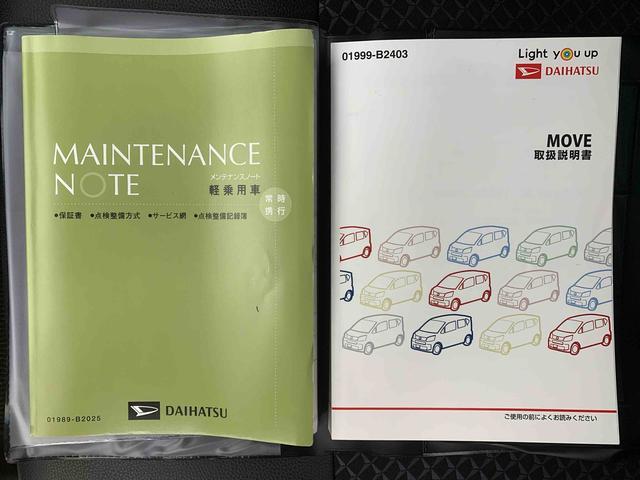 MAINTENANCE
NOTE
メンテナンスノート
軽乗用車
常時
携行
●保証書 ●点検整備方式 ●サービス網 ●点検整備記録簿
01989-B2025
DAIHATSU
01999-B2403
Light you up
DAIHATSU
MOVE
取扱説明書
ご使用の前によくお読みください